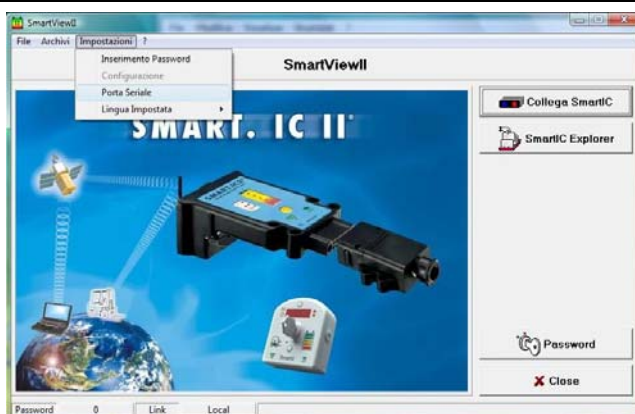 SmartViewII
File Archivi Impostazioni ?
Inserimento Password
Configurazione
Porta Seriale
Lingua Impostata
SmartViewII
SMART. IC II
Collega SmartIC
SmartIC Explorer
Password
Close
Password 0 Link Local